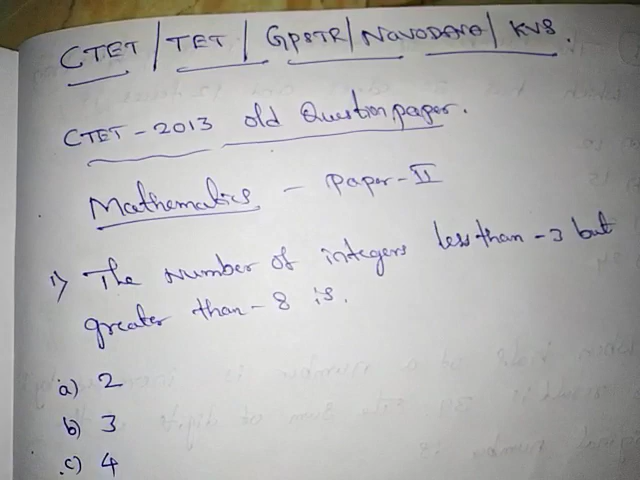 CTET / TET / GPSTR / NAVODAYA / KVS.
CTET - 2013 old Question paper.
Mathematics - paper - II
1) The Number of integers less than -3 but
greater than -8 is.
a) 2
b) 3
c) 4